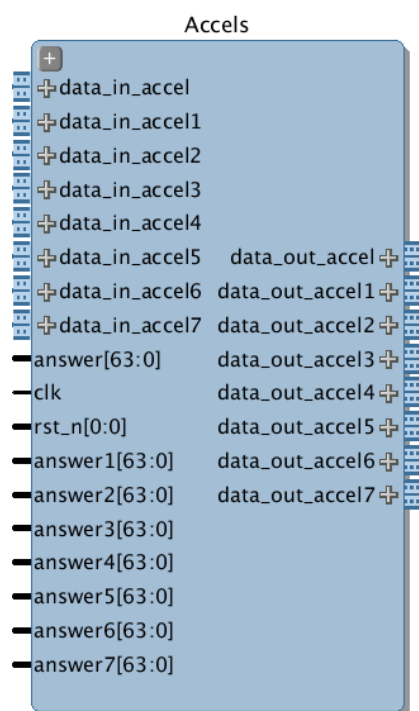 Accels
data_in_accel
data_in_accel1
data_in_accel2
data_in_accel3
data_in_accel4
data_in_accel5 data_out_accel
data_in_accel6 data_out_accel1
data_in_accel7 data_out_accel2
answer[63:0] data_out_accel3
clk data_out_accel4
rst_n[0:0] data_out_accel5
answer1[63:0] data_out_accel6
answer2[63:0] data_out_accel7
answer3[63:0]
answer4[63:0]
answer5[63:0]
answer6[63:0]
answer7[63:0]